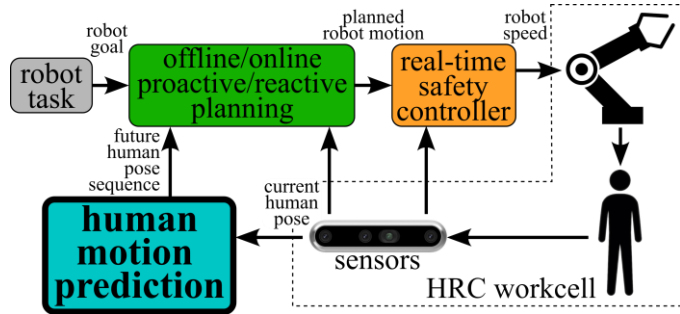 robot
goal
planned
robot motion
robot
speed
robot
task
offline/online
proactive/reactive
planning
real-time
safety
controller
future
human
pose
sequence
current
human
pose
human
motion
prediction
sensors
HRC workcell